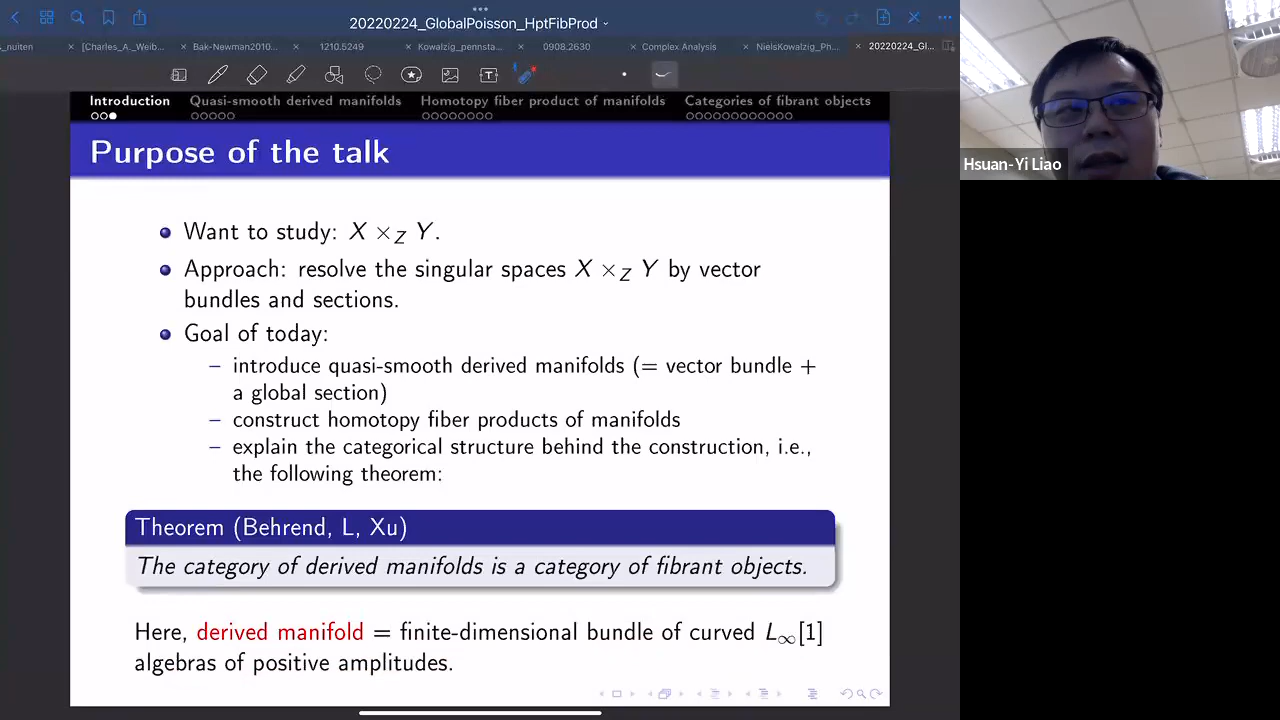 20220224_GlobalPoisson_HptFibProd
_nuiten
[Charles_A._Weib...
Bak-Newman2010...
1210.5249
Kowalzig_pennsta...
0908.2630
Complex Analysis
NielsKowalzig_Ph...
20220224_Gl...
Introduction
Quasi-smooth derived manifolds
Homotopy fiber product of manifolds
Categories of fibrant objects
Purpose of the talk
Want to study: X ×_Z Y.
Approach: resolve the singular spaces X ×_Z Y by vector
bundles and sections.
Goal of today:
– introduce quasi-smooth derived manifolds (= vector bundle +
a global section)
– construct homotopy fiber products of manifolds
– explain the categorical structure behind the construction, i.e.,
the following theorem:
Theorem (Behrend, L, Xu)
The category of derived manifolds is a category of fibrant objects.
Here, derived manifold = finite-dimensional bundle of curved L∞[1]
algebras of positive amplitudes.
Hsuan-Yi Liao